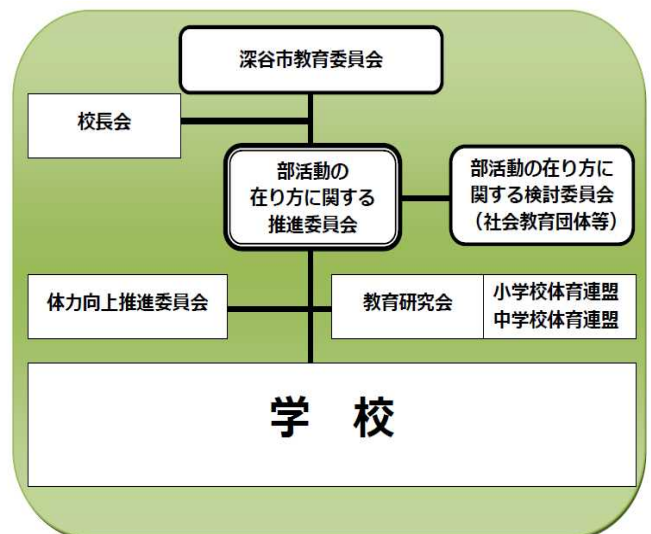 深谷市教育委員会
校長会
部活動の
在り方に関する
推進委員会
部活動の在り方に
関する検討委員会
（社会教育団体等）
体力向上推進委員会
教育研究会
小学校体育連盟
中学校体育連盟
学　校